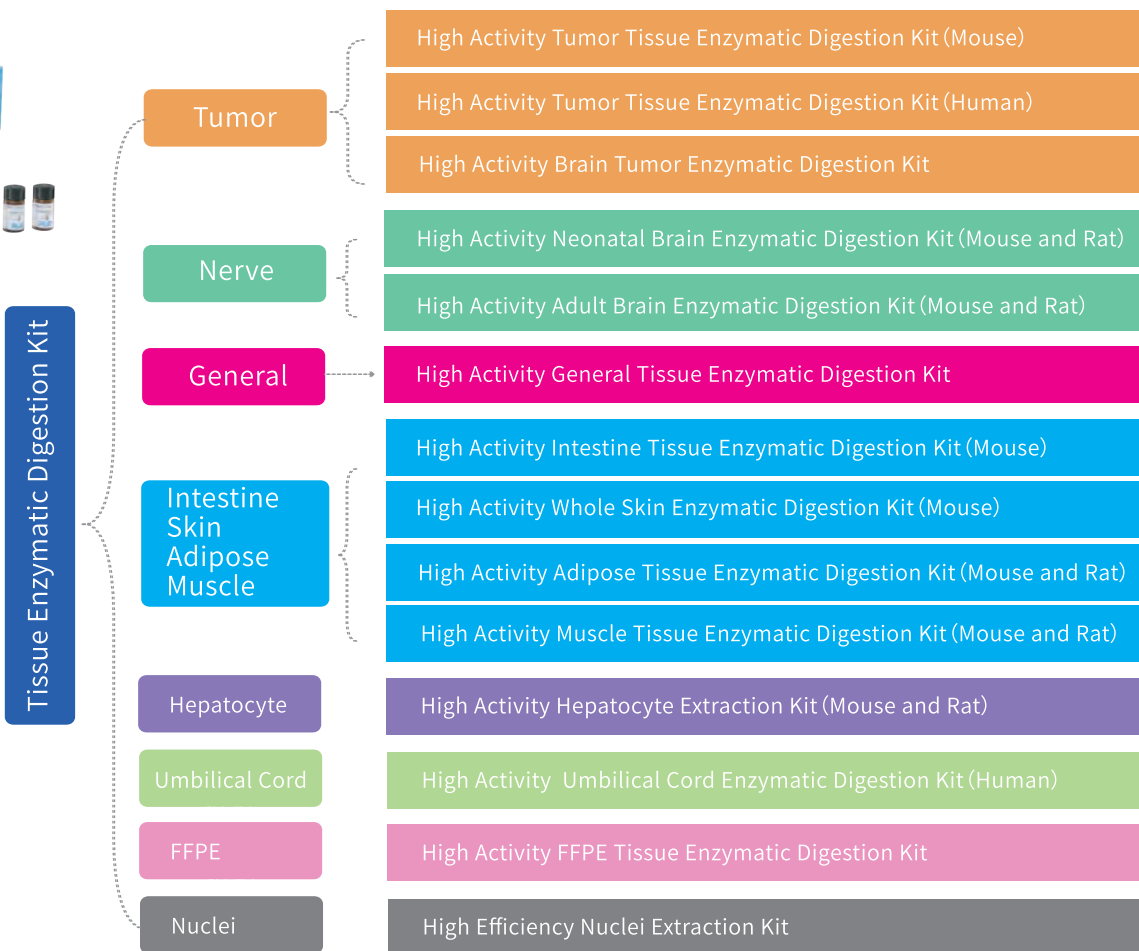 Tissue Enzymatic Digestion Kit
Tumor
High Activity Tumor Tissue Enzymatic Digestion Kit (Mouse)
High Activity Tumor Tissue Enzymatic Digestion Kit (Human)
High Activity Brain Tumor Enzymatic Digestion Kit
Nerve
High Activity Neonatal Brain Enzymatic Digestion Kit (Mouse and Rat)
High Activity Adult Brain Enzymatic Digestion Kit (Mouse and Rat)
General
High Activity General Tissue Enzymatic Digestion Kit
Intestine
Skin
Adipose
Muscle
High Activity Intestine Tissue Enzymatic Digestion Kit (Mouse)
High Activity Whole Skin Enzymatic Digestion Kit (Mouse)
High Activity Adipose Tissue Enzymatic Digestion Kit (Mouse and Rat)
High Activity Muscle Tissue Enzymatic Digestion Kit (Mouse and Rat)
Hepatocyte
High Activity Hepatocyte Extraction Kit (Mouse and Rat)
Umbilical Cord
High Activity Umbilical Cord Enzymatic Digestion Kit (Human)
FFPE
High Activity FFPE Tissue Enzymatic Digestion Kit
Nuclei
High Efficiency Nuclei Extraction Kit